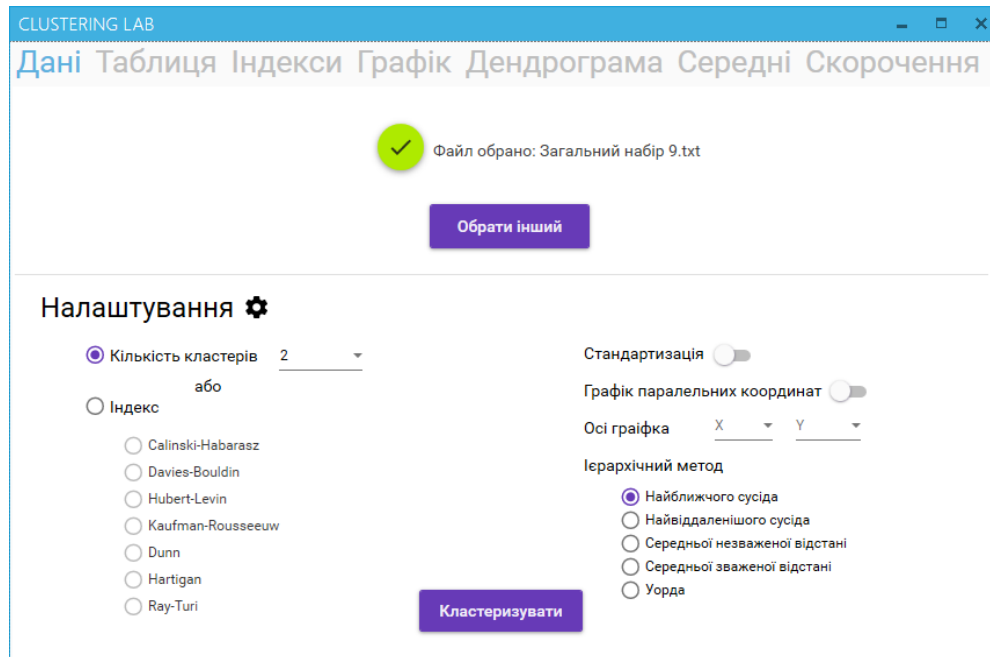 CLUSTERING LAB
Дані Таблиця Індекси Графік Дендрограма Середні Скорочення
Файл обрано: Загальний набір 9.txt
Обрати інший
Налаштування
Кількість кластерів 2
або
Індекс
Calinski-Habarasz
Davies-Bouldin
Hubert-Levin
Kaufman-Rousseeuw
Dunn
Hartigan
Ray-Turi
Стандартизація
Графік паралельних координат
Осі граіфка X Y
Ієрархічний метод
Найближчого сусіда
Найвіддаленішого сусіда
Середньої незваженої відстані
Середньої зваженої відстані
Уорда
Кластеризувати